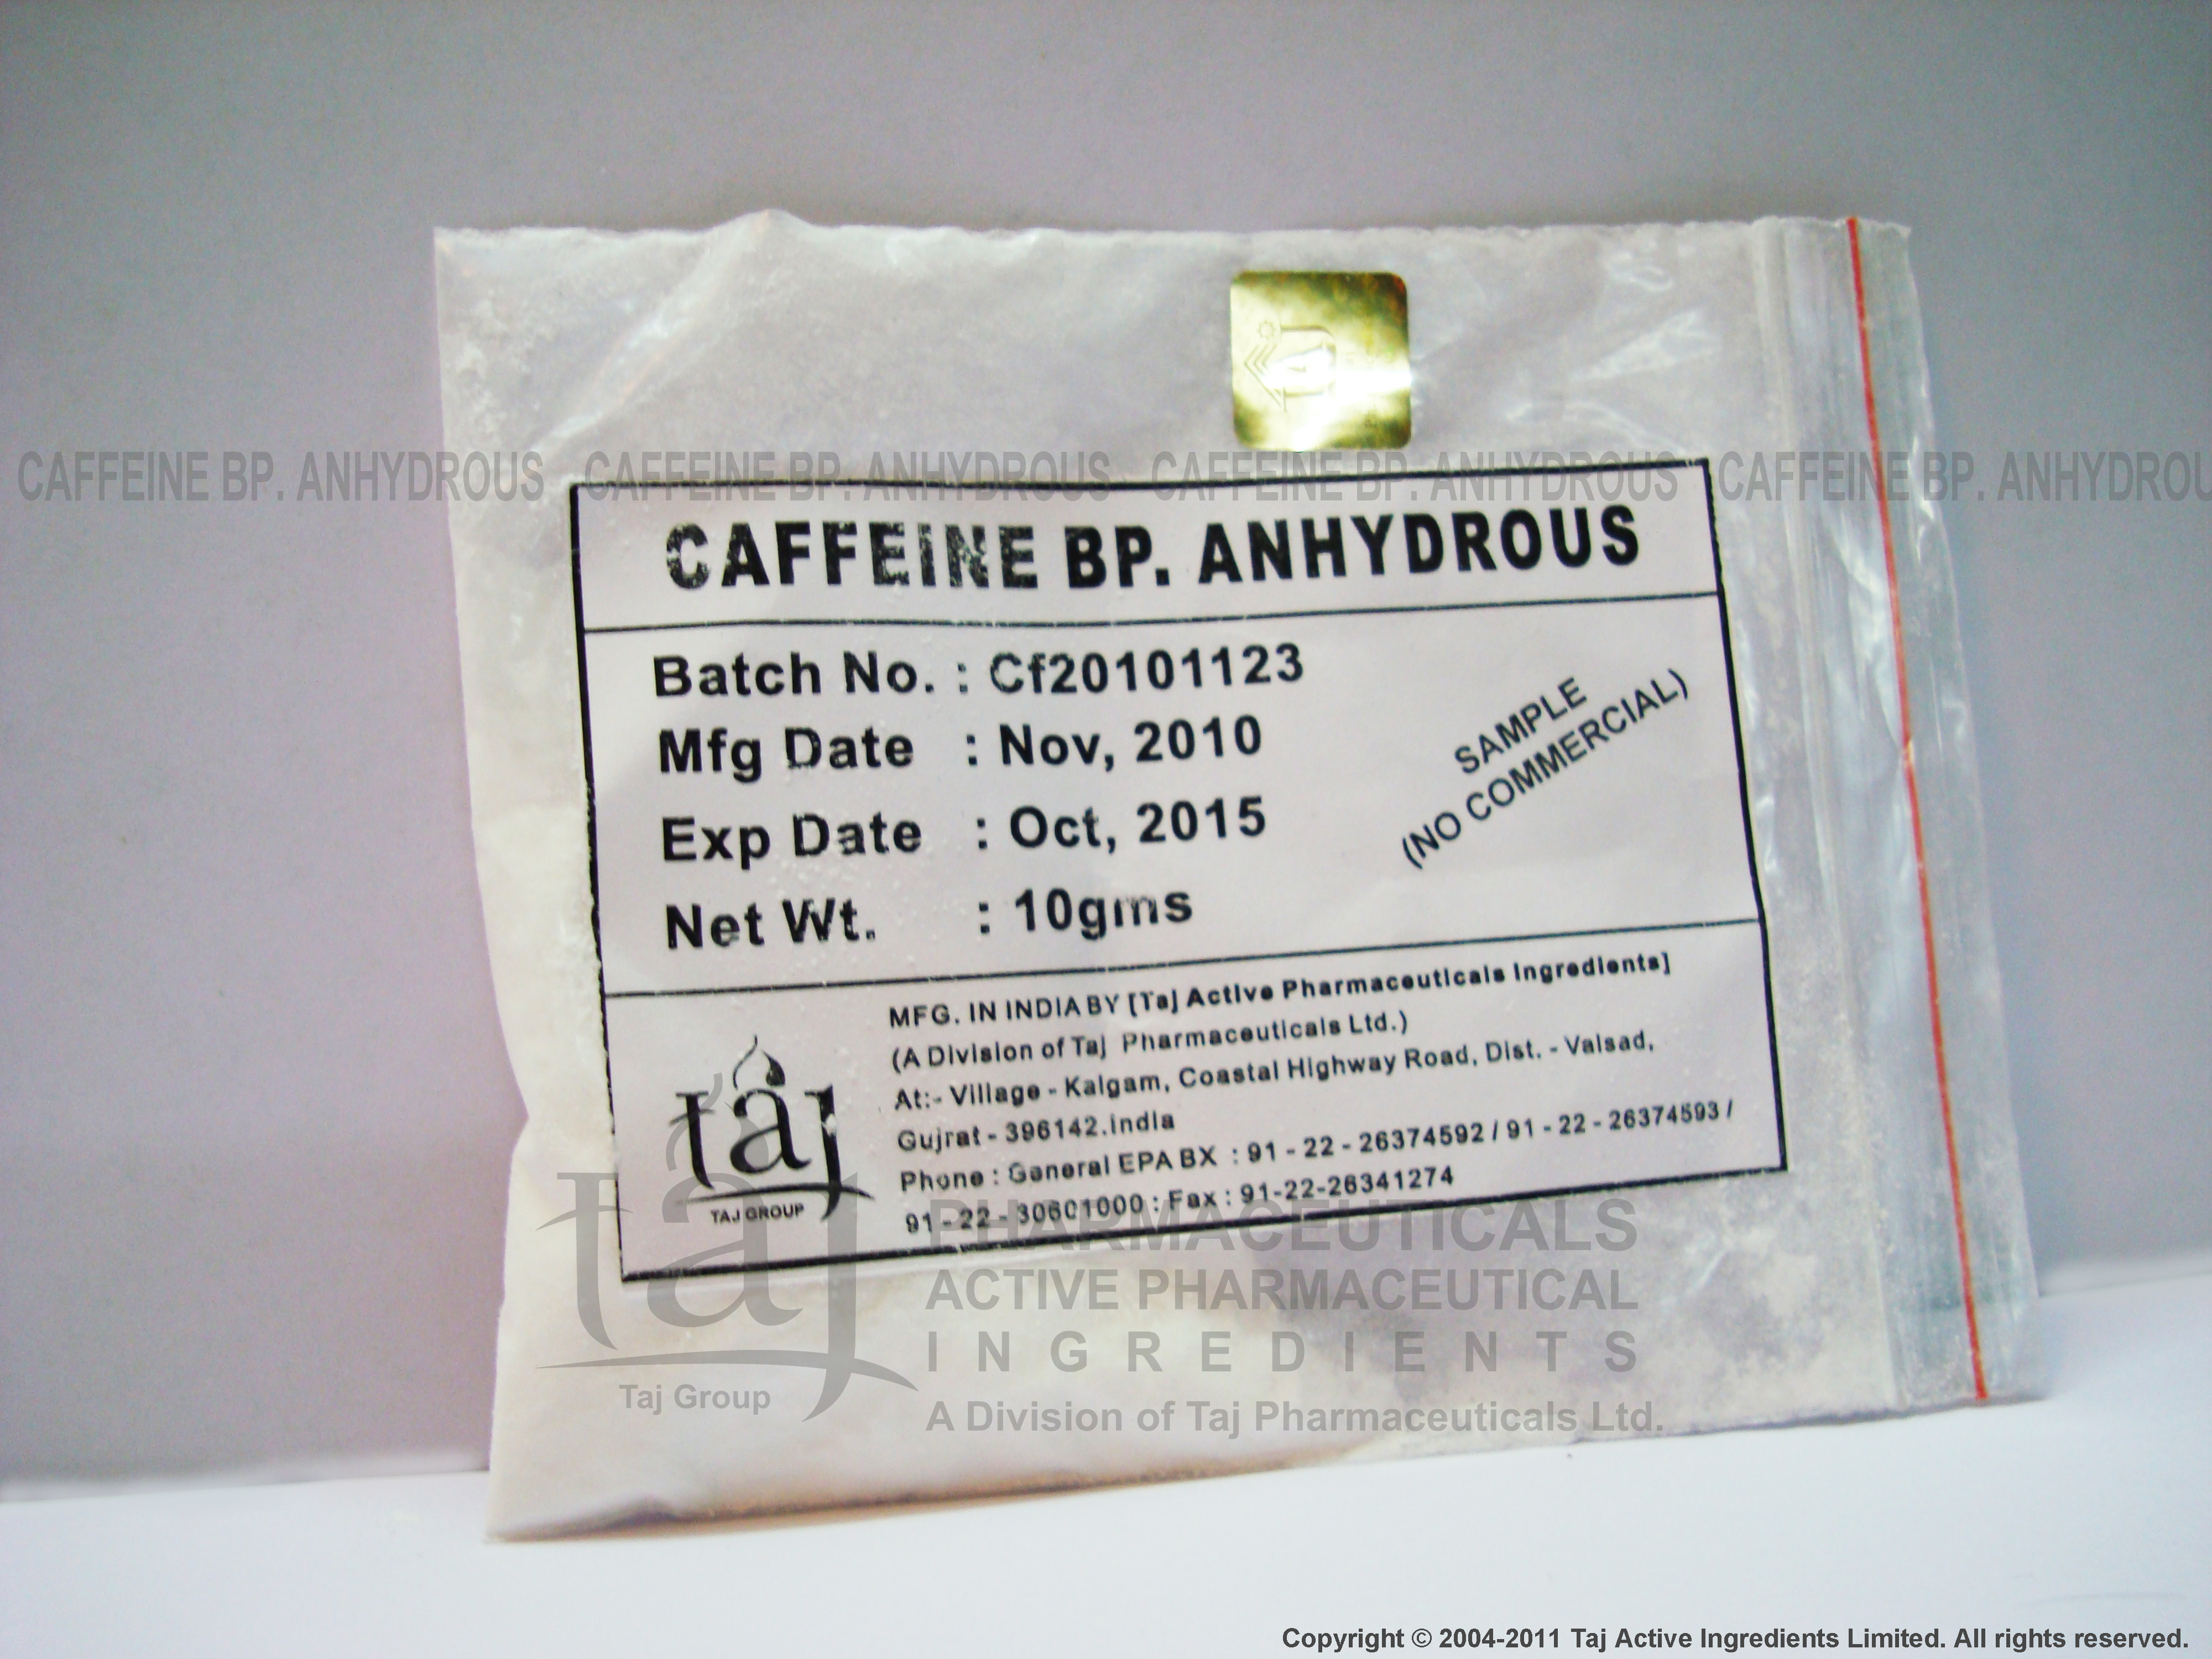 CAFFEINE BP. ANHYDROUS CAFFEINE BP. ANHYDROUS CAFFEINE BP. ANHYDROUS CAFFEINE BP. ANHYDROU
CAFFEINE BP. ANHYDROUS
Batch No. : Cf20101123
Mfg Date : Nov, 2010
Exp Date : Oct, 2015
Net Wt. : 10gms
SAMPLE
(NO COMMERCIAL)
MFG. IN INDIA BY [Taj Active Pharmaceuticals Ingredients]
(A Division of Taj Pharmaceuticals Ltd.)
At:- Village - Kalgam, Coastal Highway Road, Dist. - Valsad,
Gujrat - 396142.India
Phone : General EPA BX : 91 - 22 - 26374592 / 91 - 22 - 26374593 /
91 - 22 - 30601000 : Fax : 91-22-26341274
taj
TAJ GROUP
taj
Taj Group
PHARMACEUTICALS
ACTIVE PHARMACEUTICAL
INGREDIENTS
A Division of Taj Pharmaceuticals Ltd.
Copyright © 2004-2011 Taj Active Ingredients Limited. All rights reserved.